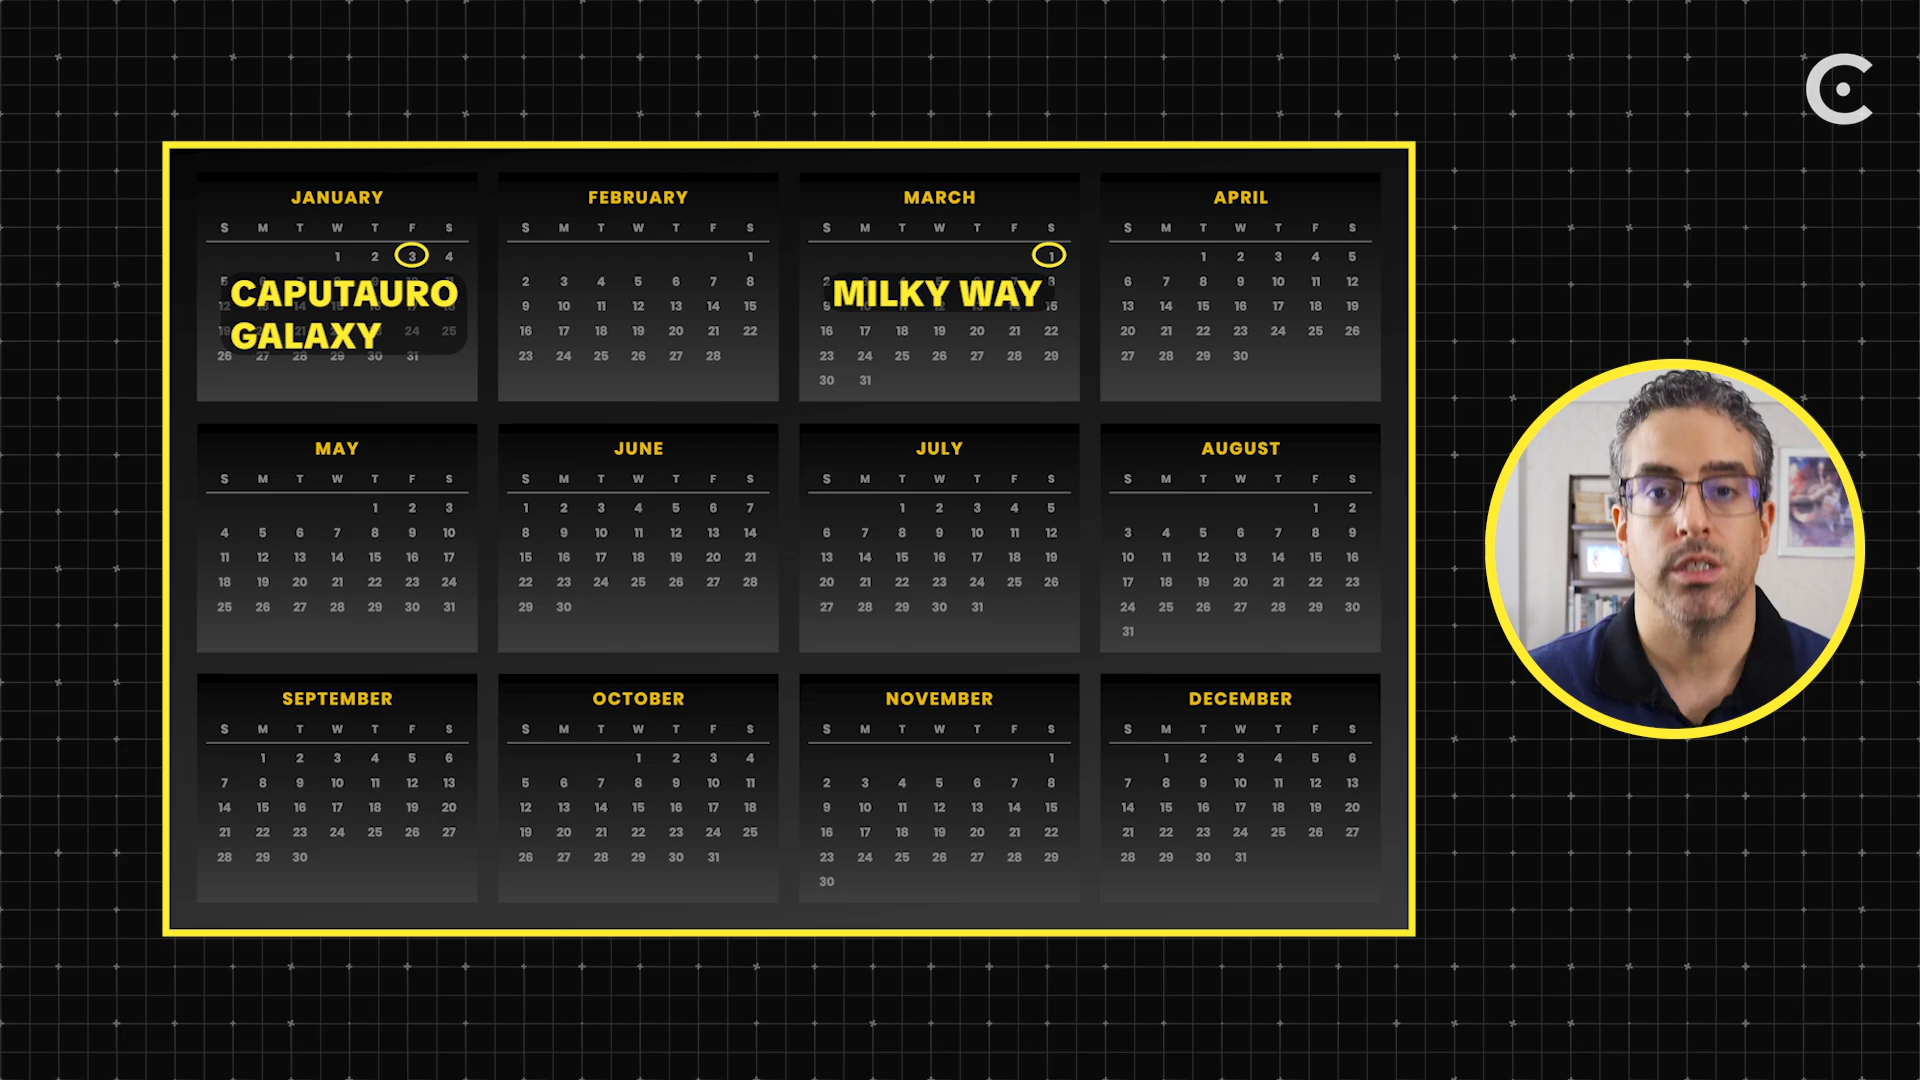 JANUARY
S M T W T F S
1 2 3 4
CAPUTAURO
GALAXY
26 27 28 29 30 31
FEBRUARY
S M T W T F S
1
2 3 4 5 6 7 8
9 10 11 12 13 14 15
16 17 18 19 20 21 22
23 24 25 26 27 28
MARCH
S M T W T F S
1
MILKY WAY
16 17 18 19 20 21 22
23 24 25 26 27 28 29
30 31
APRIL
S M T W T F S
1 2 3 4 5
6 7 8 9 10 11 12
13 14 15 16 17 18 19
20 21 22 23 24 25 26
27 28 29 30
MAY
S M T W T F S
1 2 3
4 5 6 7 8 9 10
11 12 13 14 15 16 17
18 19 20 21 22 23 24
25 26 27 28 29 30 31
JUNE
S M T W T F S
1 2 3 4 5 6 7
8 9 10 11 12 13 14
15 16 17 18 19 20 21
22 23 24 25 26 27 28
29 30
JULY
S M T W T F S
1 2 3 4 5
6 7 8 9 10 11 12
13 14 15 16 17 18 19
20 21 22 23 24 25 26
27 28 29 30 31
AUGUST
S M T W T F S
1 2
3 4 5 6 7 8 9
10 11 12 13 14 15 16
17 18 19 20 21 22 23
24 25 26 27 28 29 30
31
SEPTEMBER
S M T W T F S
1 2 3 4 5 6
7 8 9 10 11 12 13
14 15 16 17 18 19 20
21 22 23 24 25 26 27
28 29 30
OCTOBER
S M T W T F S
1 2 3 4
5 6 7 8 9 10 11
12 13 14 15 16 17 18
19 20 21 22 23 24 25
26 27 28 29 30 31
NOVEMBER
S M T W T F S
1
2 3 4 5 6 7 8
9 10 11 12 13 14 15
16 17 18 19 20 21 22
23 24 25 26 27 28 29
30
DECEMBER
S M T W T F S
1 2 3 4 5 6
7 8 9 10 11 12 13
14 15 16 17 18 19 20
21 22 23 24 25 26 27
28 29 30 31